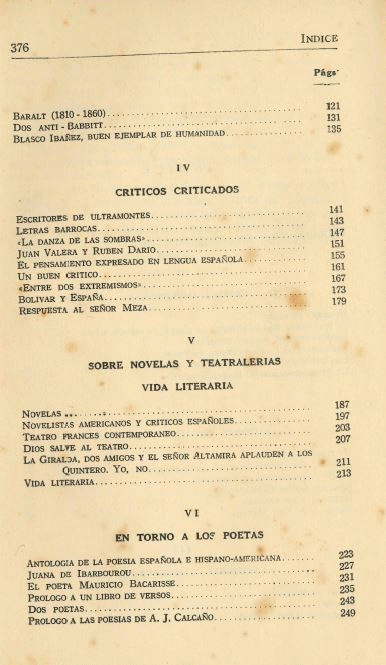 376 INDICE
Págs·
BARALT (1810 - 1860) 121
DOS ANTI - BABBITT 131
BLASCO IBAÑEZ, BUEN EJEMPLAR DE HUMANIDAD 135
IV
CRITICOS CRITICADOS
ESCRITORES DE ULTRAMONTES 141
LETRAS BARROCAS 143
«LA DANZA DE LAS SOMBRAS» 147
JUAN VALERA Y RUBEN DARIO 151
EL PENSAMIENTO EXPRESADO EN LENGUA ESPAÑOLA 155
UN BUEN CRITICO 161
«ENTRE DOS EXTREMISMOS» 167
BOLIVAR Y ESPAÑA 173
RESPUESTA AL SEÑOR MEZA 179
V
SOBRE NOVELAS Y TEATRALERIAS
VIDA LITERARIA
NOVELAS 187
NOVELISTAS AMERICANOS Y CRITICOS ESPAÑOLES 197
TEATRO FRANCES CONTEMPORANEO 203
DIOS SALVE AL TEATRO 207
LA GIRALDA, DOS AMIGOS Y EL SEÑOR ALTAMIRA APLAUDEN A LOS
QUINTERO. YO, NO 211
VIDA LITERARIA 213
VI
EN TORNO A LOS POETAS
ANTOLOGIA DE LA POESIA ESPAÑOLA E HISPANO-AMERICANA 223
JUANA DE IBARBOUROU 227
EL POETA MAURICIO BACARISSE 231
PROLOGO A UN LIBRO DE VERSOS 235
DOS POETAS 243
PROLOGO A LAS POESIAS DE A. J. CALCAÑO 249